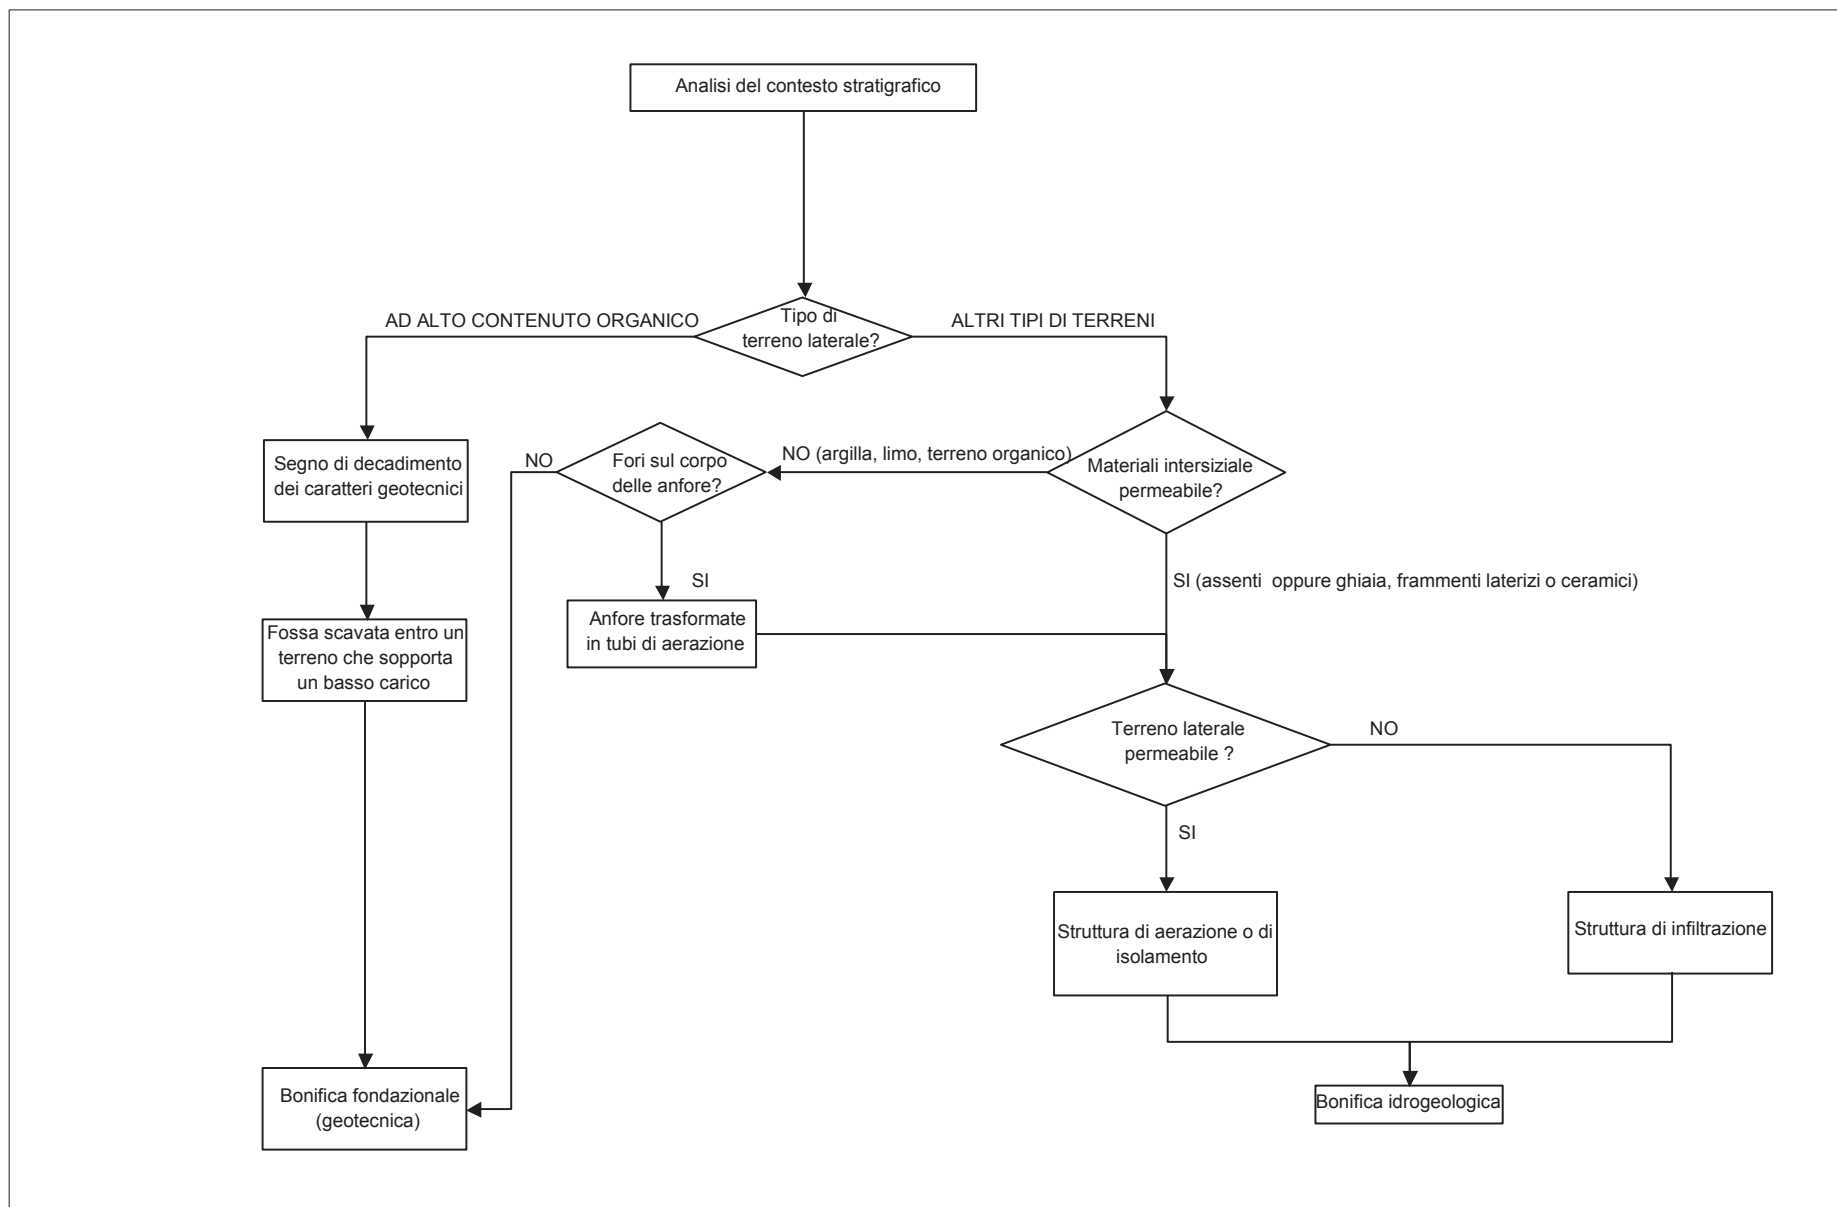 Analisi del contesto stratigrafico
AD ALTO CONTENUTO ORGANICO
Tipo di
terreno laterale?
ALTRI TIPI DI TERRENI
Segno di decadimento
dei caratteri geotecnici
NO
Fori sul corpo
delle anfore?
NO (argilla, limo, terreno organico)
Materiali intersiziale
permeabile?
SI
SI (assenti oppure ghiaia, frammenti laterizi o ceramici)
Anfore trasformate
in tubi di aerazione
Fossa scavata entro un
terreno che sopporta
un basso carico
Terreno laterale
permeabile ?
NO
SI
Struttura di aerazione o di
isolamento
Struttura di infiltrazione
Bonifica fondazionale
(geotecnica)
Bonifica idrogeologica